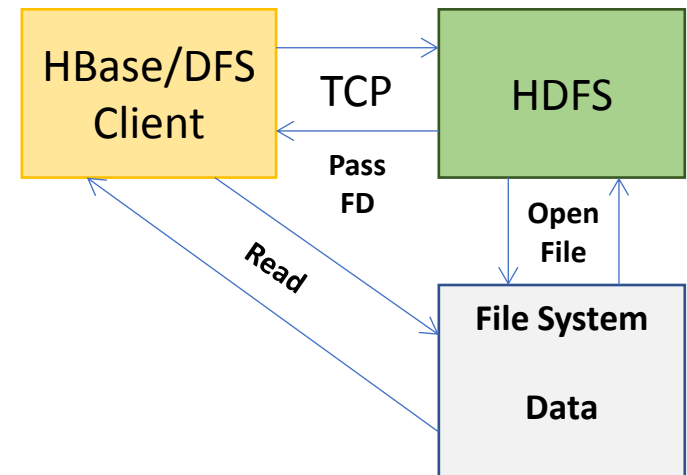 HBase/DFS
Client
TCP
HDFS
Pass
FD
Open
File
Read
File System
Data